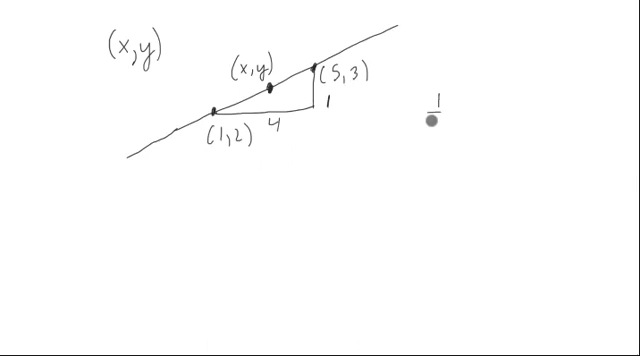 (x,y)
(x,y)
(5,3)
1
(1,2)
4
1